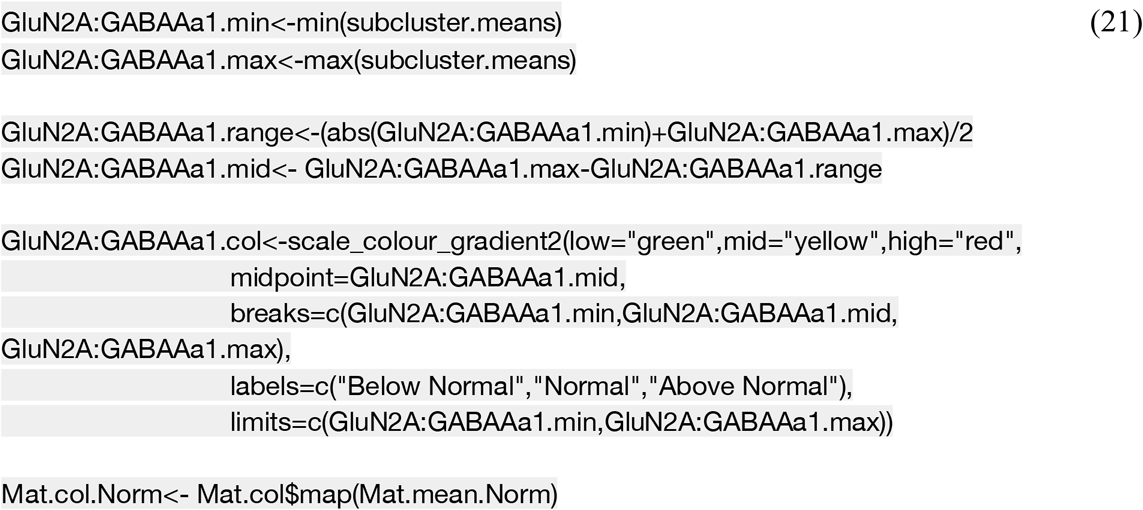 GluN2A:GABAAa1.min<-min(subcluster.means) (21)
GluN2A:GABAAa1.max<-max(subcluster.means)
GluN2A:GABAAa1.range<-(abs(GluN2A:GABAAa1.min)+GluN2A:GABAAa1.max)/2
GluN2A:GABAAa1.mid<- GluN2A:GABAAa1.max-GluN2A:GABAAa1.range
GluN2A:GABAAa1.col<-scale_colour_gradient2(low="green",mid="yellow",high="red",
midpoint=GluN2A:GABAAa1.mid,
breaks=c(GluN2A:GABAAa1.min,GluN2A:GABAAa1.mid,
GluN2A:GABAAa1.max),
labels=c("Below Normal","Normal","Above Normal"),
limits=c(GluN2A:GABAAa1.min,GluN2A:GABAAa1.max))
Mat.col.Norm<- Mat.col$map(Mat.mean.Norm)